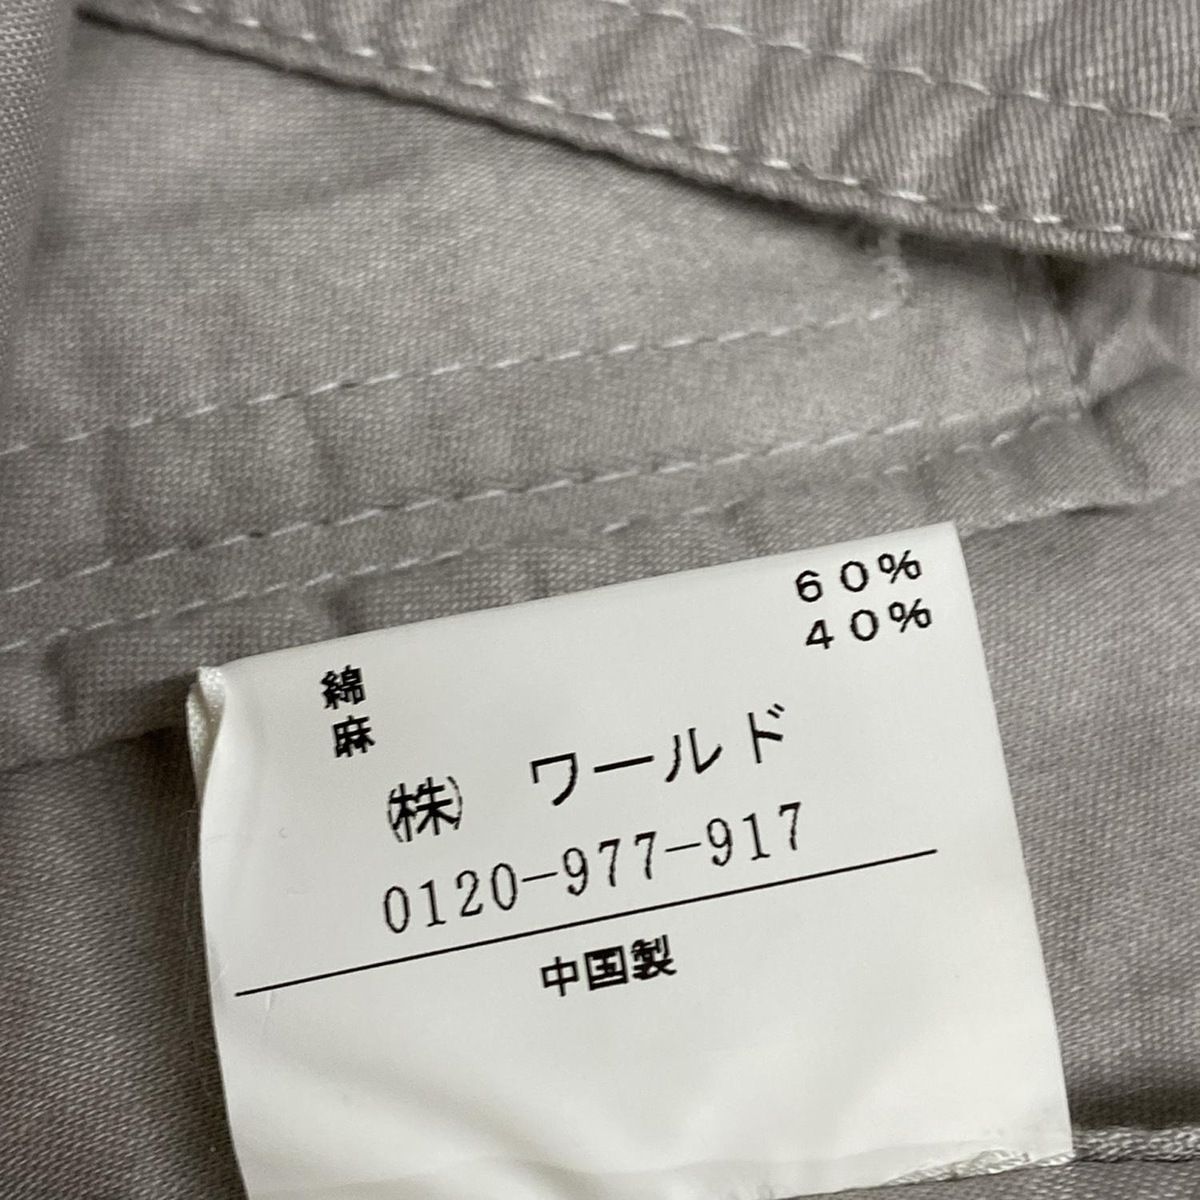 綿 60%
麻 40%
㈱ ワールド
0120-977-917
中国製